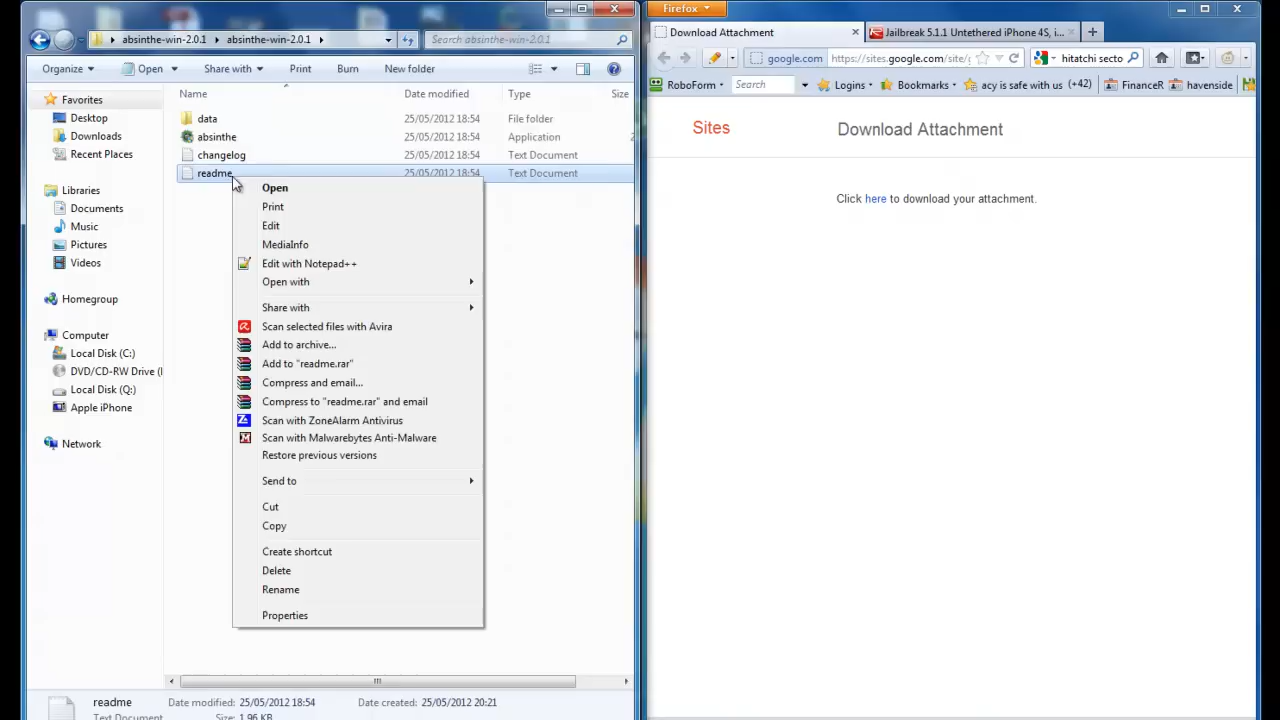 absinthe-win-2.0.1 absinthe-win-2.0.1
Search absinthe-win-2.0.1
Organize Open Share with Print Burn New folder
Name Date modified Type Size
Favorites
Desktop
Downloads
Recent Places
Libraries
Documents
Music
Pictures
Videos
Homegroup
Computer
Local Disk (C:)
DVD/CD-RW Drive (
Local Disk (Q:)
Apple iPhone
Network
data 25/05/2012 18:54 File folder
absinthe 25/05/2012 18:54 Application
changelog 25/05/2012 18:54 Text Document
readme 25/05/2012 18:54 Text Document
Open
Print
Edit
MediaInfo
Edit with Notepad++
Open with
Share with
Scan selected files with Avira
Add to archive...
Add to "readme.rar"
Compress and email...
Compress to "readme.rar" and email
Scan with ZoneAlarm Antivirus
Scan with Malwarebytes Anti-Malware
Restore previous versions
Send to
Cut
Copy
Create shortcut
Delete
Rename
Properties
readme Date modified: 25/05/2012 18:54 Date created: 25/05/2012 20:21
Text Document Size: 1.96 KB
Firefox
Download Attachment
Jailbreak 5.1.1 Untethered iPhone 4S, i...
google.com https://sites.google.com/site/ hitatchi secto
RoboForm Search Logins Bookmarks acy is safe with us (+42) FinanceR havenside
Sites Download Attachment
Click here to download your attachment.